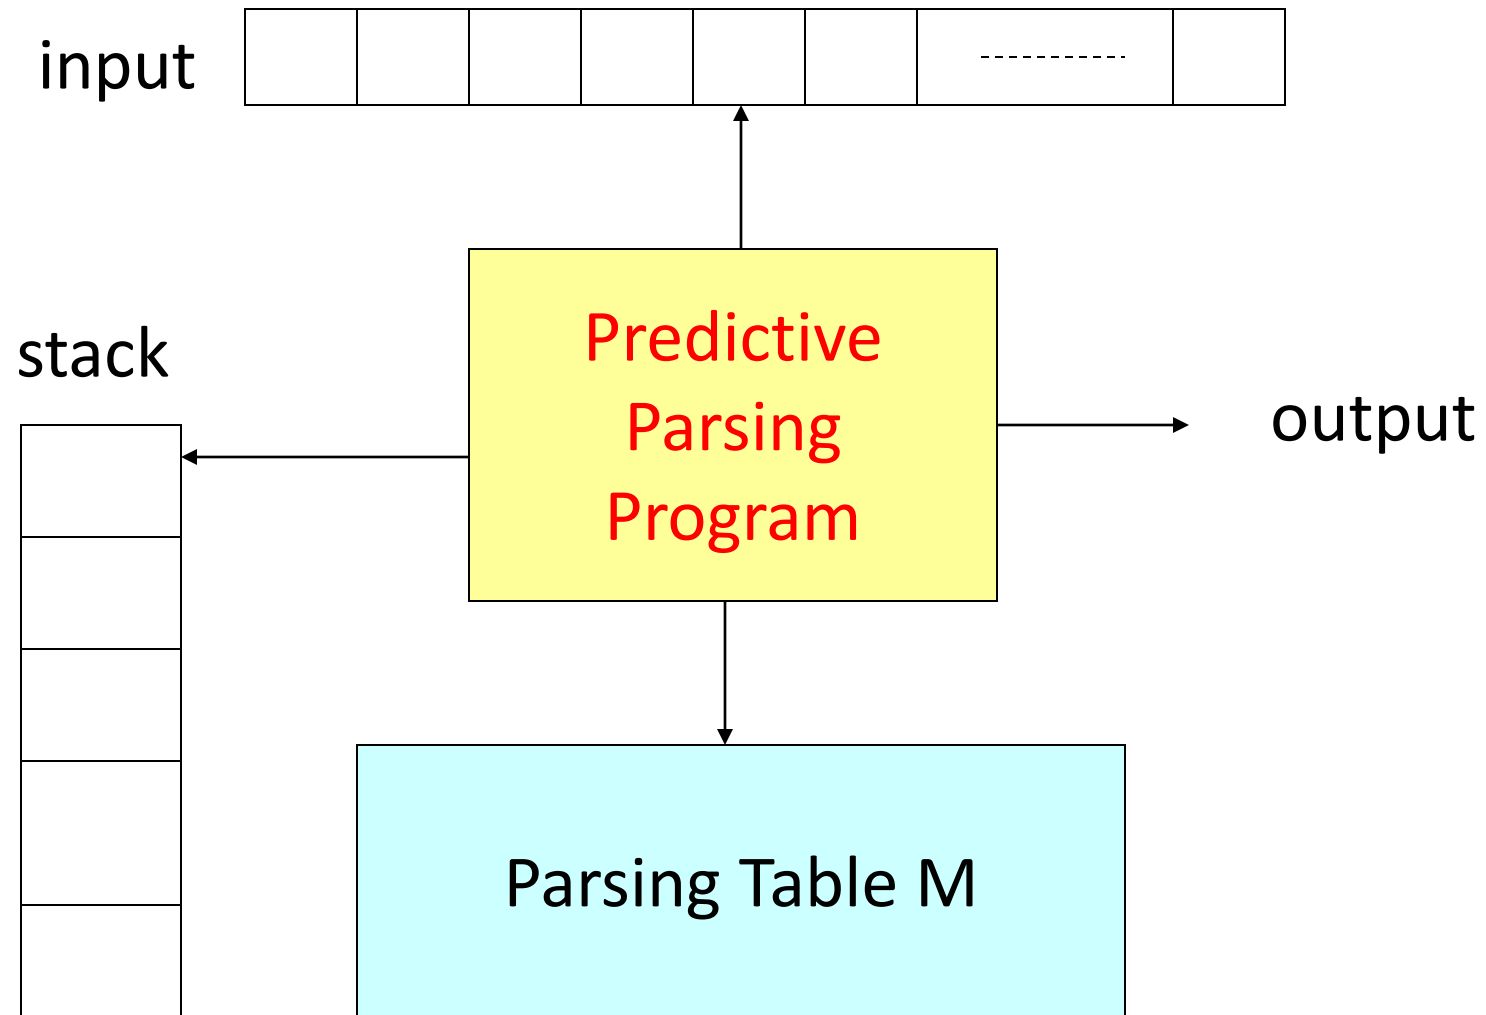 input
stack
Predictive
Parsing
Program
output
Parsing Table M